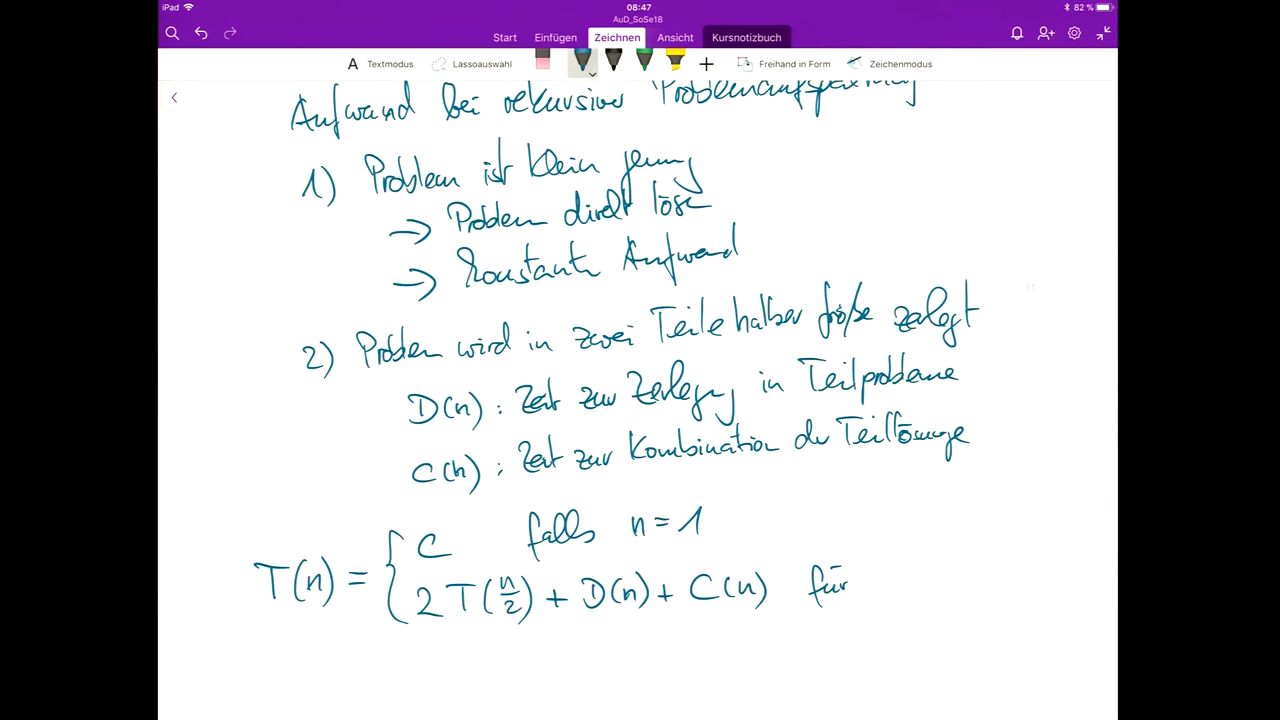 iPad 08:47 82 %
AuD_SoSe18
Start Einfügen Zeichnen Ansicht Kursnotizbuch
A Textmodus Lassoauswahl Freihand in Form Zeichenmodus
Aufwand bei rekursiver Problemaufspaltung
1) Problem ist klein genug
→ Problem direkt lösen
→ konstanter Aufwand
2) Problem wird in zwei Teile halber Größe zerlegt
D(n) : Zeit zur Zerlegung in Teilprobleme
C(n) : Zeit zur Kombination der Teillösungen
T(n) = { C falls n = 1
2 T(n/2) + D(n) + C(n) für